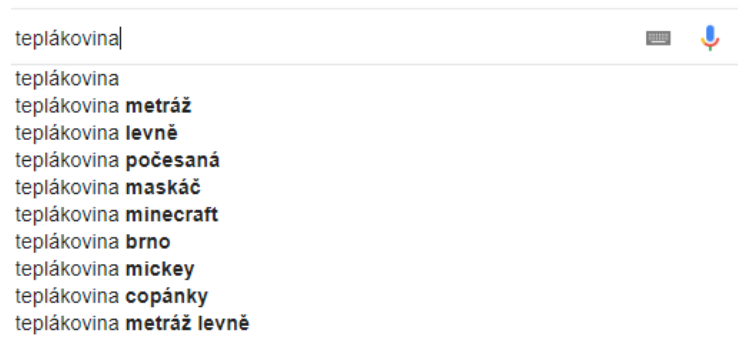 teplákovina
teplákovina
teplákovina metráž
teplákovina levně
teplákovina počesaná
teplákovina maskáč
teplákovina minecraft
teplákovina brno
teplákovina mickey
teplákovina copánky
teplákovina metráž levně